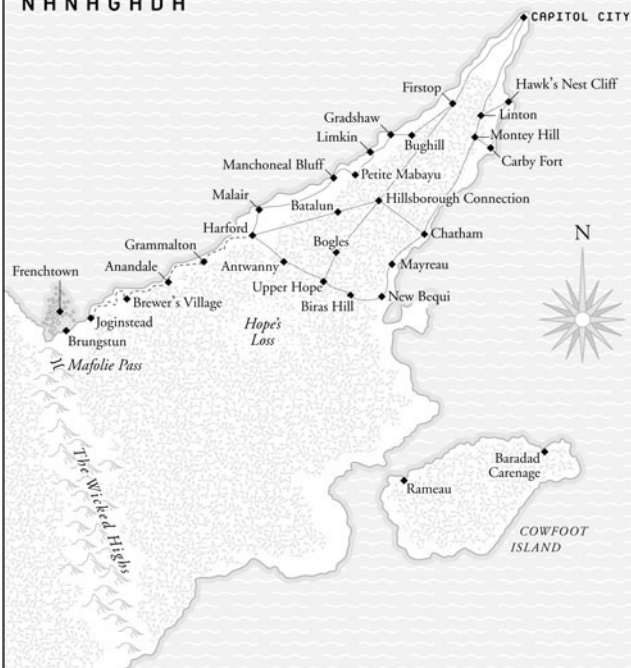 NANAGADA
CAPITOL CITY
Firstop
Hawk's Nest Cliff
Gradshaw
Linton
Limkin
Bughill
Montey Hill
Carby Fort
Manchoneal Bluff
Petite Mabayu
Malair
Batalun
Hillsborough Connection
Harford
N
Chatham
Grammalton
Bogles
Frenchtown
Anandale
Antwanny
Mayreau
Upper Hope
Brewer's Village
Biras Hill
New Bequi
Joginstead
Hope's
Loss
Brungstun
Mafolie Pass
The Wicked Highs
Baradad
Carenage
Rameau
COWFOOT
ISLAND